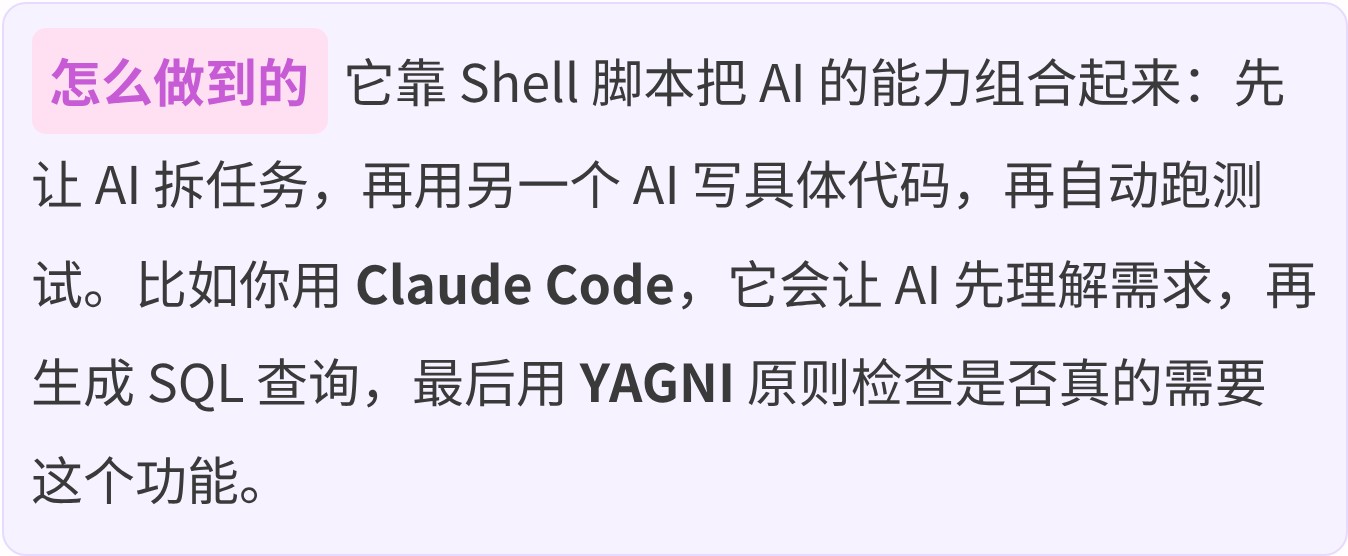 怎么做到的 它靠 Shell 脚本把 AI 的能力组合起来：先
让 AI 拆任务，再用另一个 AI 写具体代码，再自动跑测
试。比如你用 Claude Code，它会让 AI 先理解需求，再
生成 SQL 查询，最后用 YAGNI 原则检查是否真的需要
这个功能。